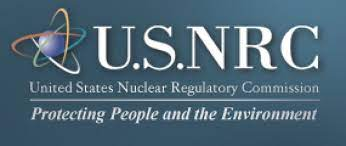 U.S.NRC
United States Nuclear Regulatory Commission
Protecting People and the Environment